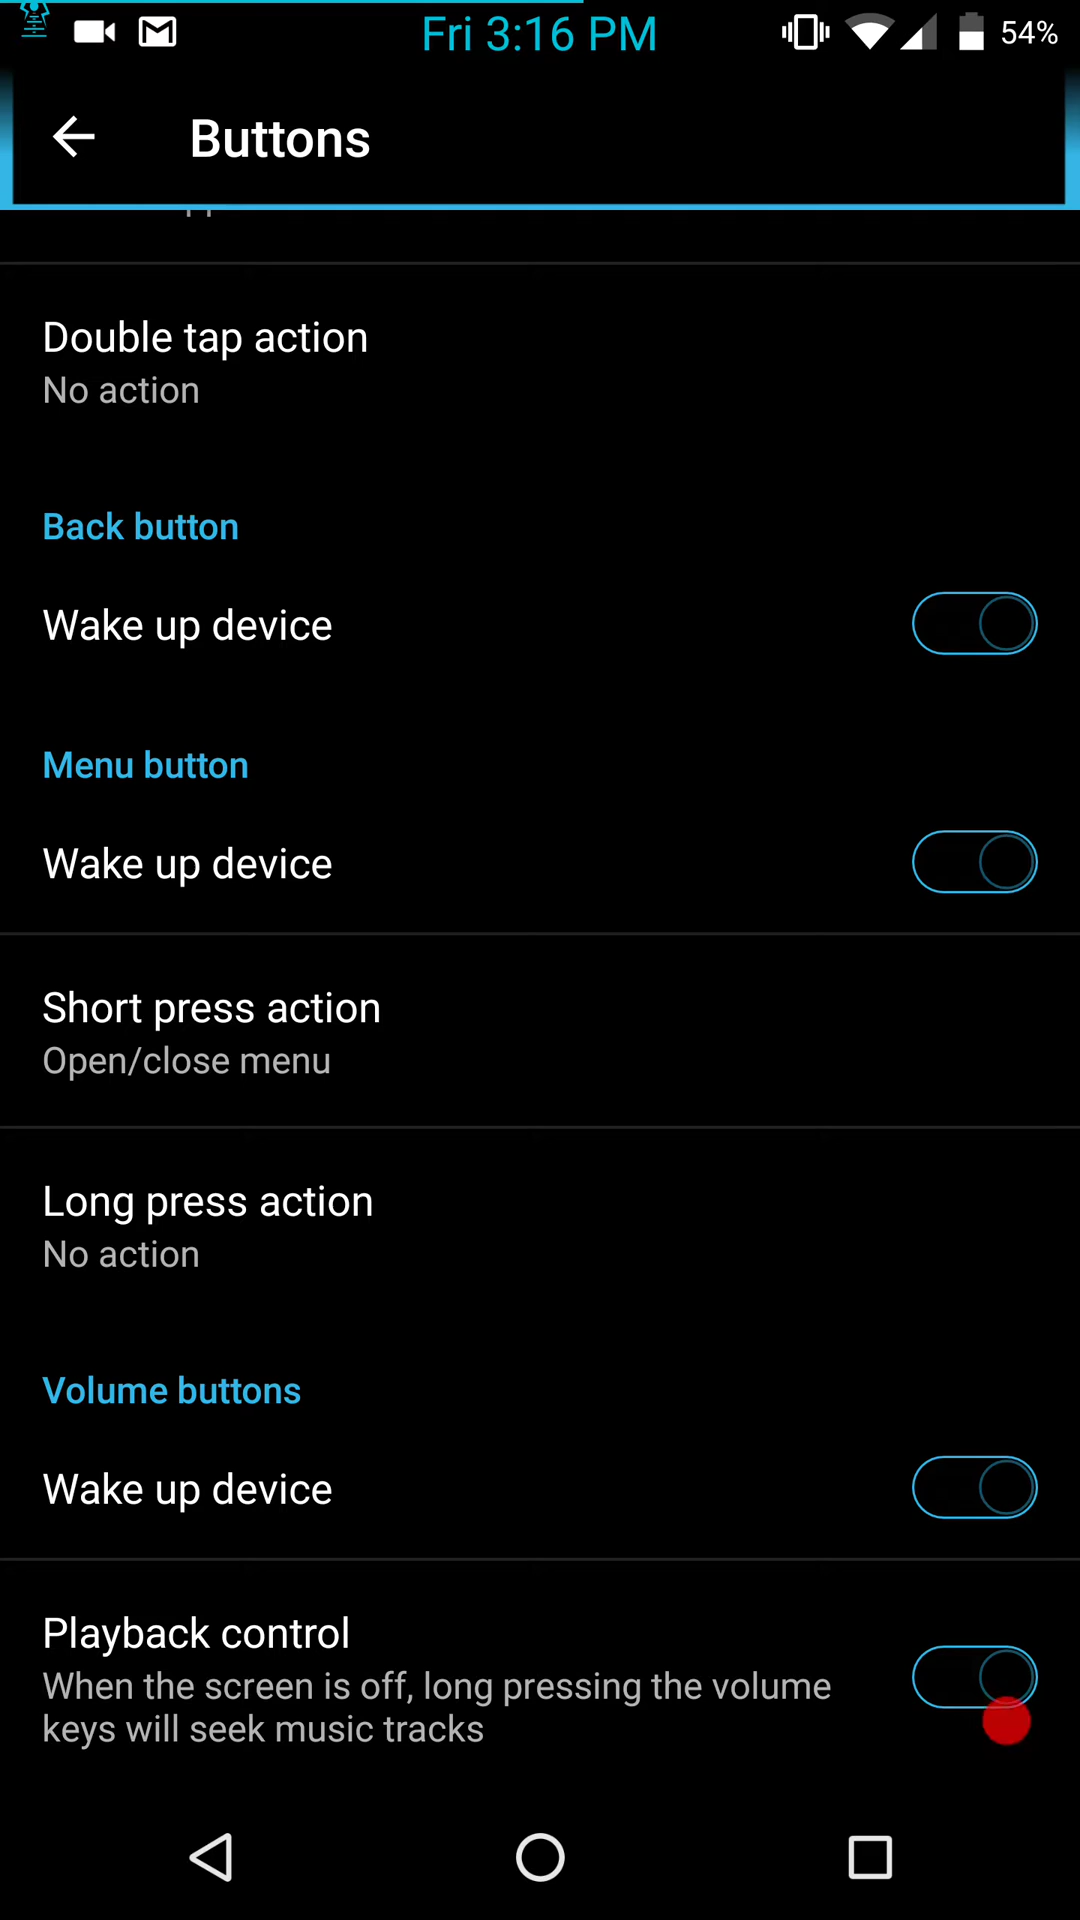 Fri 3:16 PM
54%
Buttons
Double tap action
No action
Back button
Wake up device
Menu button
Wake up device
Short press action
Open/close menu
Long press action
No action
Volume buttons
Wake up device
Playback control
When the screen is off, long pressing the volume
keys will seek music tracks